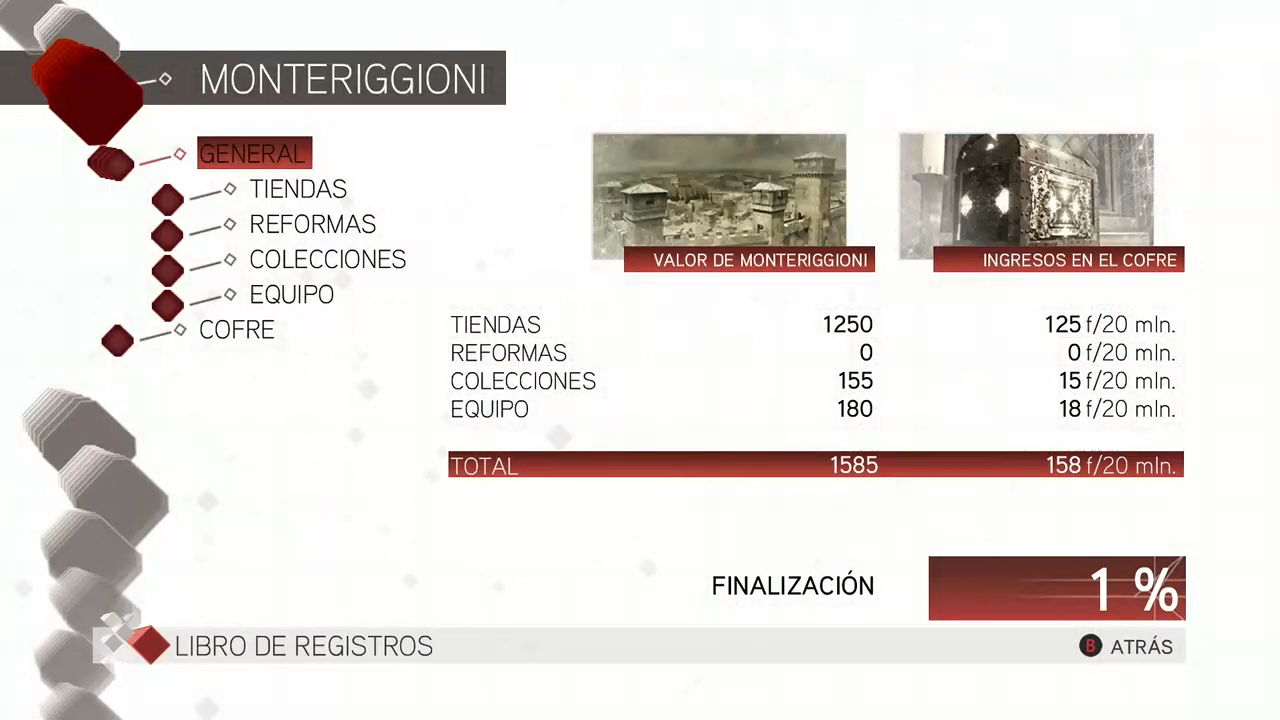 MONTERIGGIONI
GENERAL
TIENDAS
REFORMAS
COLECCIONES
EQUIPO
COFRE
VALOR DE MONTERIGGIONI
INGRESOS EN EL COFRE
TIENDAS 1250 125 f/20 mln.
REFORMAS 0 0 f/20 mln.
COLECCIONES 155 15 f/20 mln.
EQUIPO 180 18 f/20 mln.
TOTAL 1585 158 f/20 mln.
FINALIZACIÓN 1 %
LIBRO DE REGISTROS
B ATRÁS